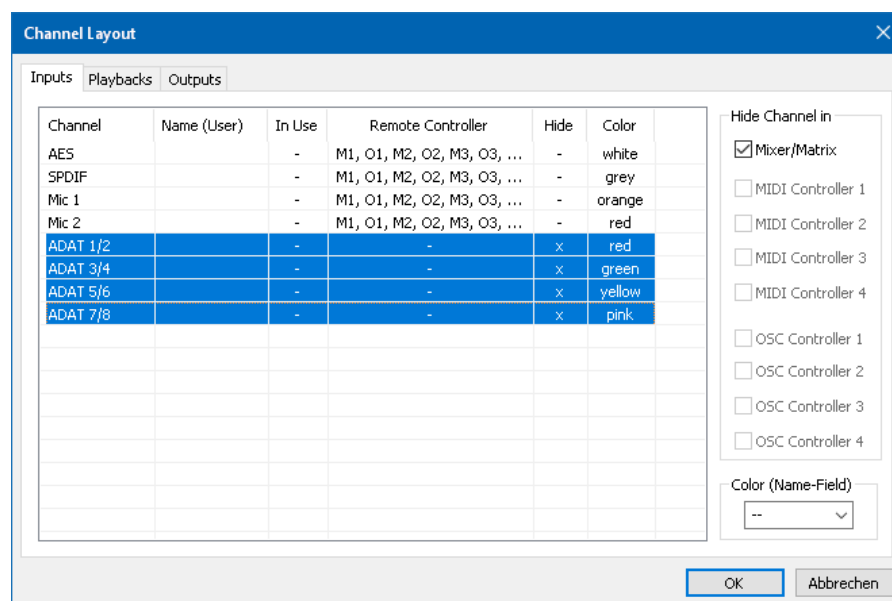 Channel Layout
Inputs Playbacks Outputs
Channel Name (User) In Use Remote Controller Hide Color
AES - M1, O1, M2, O2, M3, O3, ... - white
SPDIF - M1, O1, M2, O2, M3, O3, ... - grey
Mic 1 - M1, O1, M2, O2, M3, O3, ... - orange
Mic 2 - M1, O1, M2, O2, M3, O3, ... - red
ADAT 1/2 - - x red
ADAT 3/4 - - x green
ADAT 5/6 - - x yellow
ADAT 7/8 - - x pink
Hide Channel in
Mixer/Matrix
MIDI Controller 1
MIDI Controller 2
MIDI Controller 3
MIDI Controller 4
OSC Controller 1
OSC Controller 2
OSC Controller 3
OSC Controller 4
Color (Name-Field)
--
OK Abbrechen